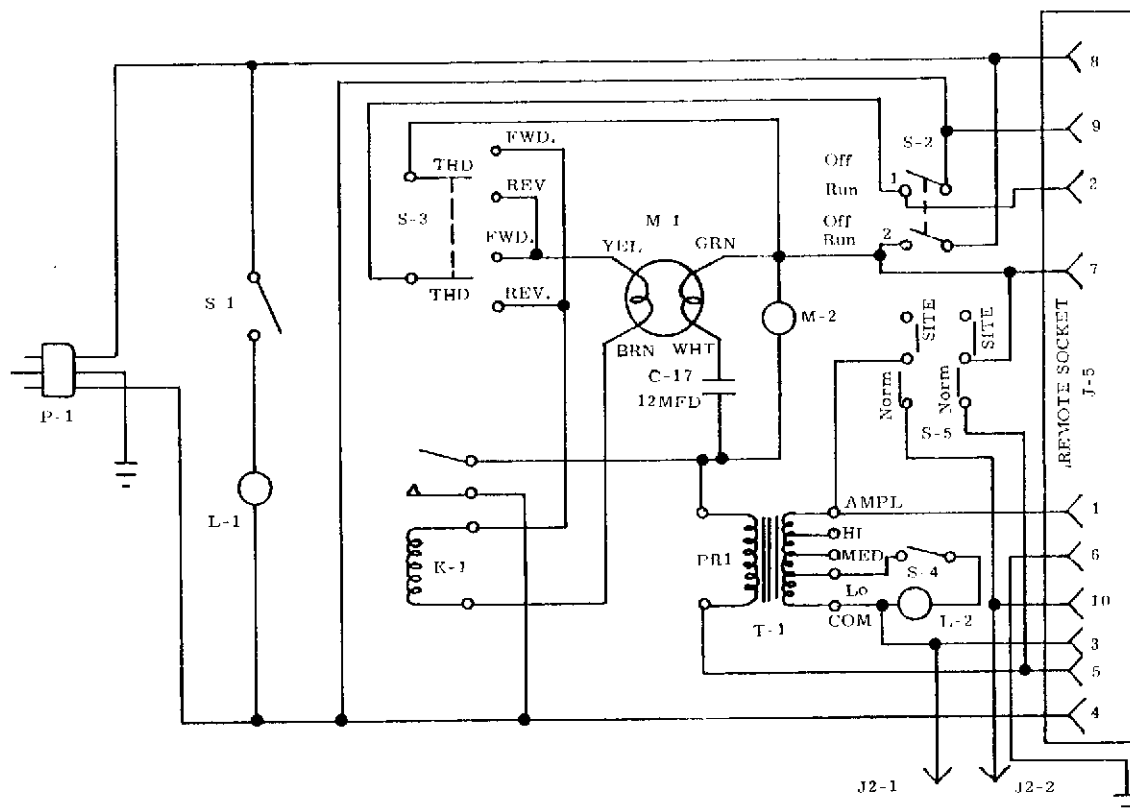 8
FWD.
S-2
9
Off
THD
Run
1
2
REV
S-3
M 1
Off
2
FWD.
YEL
GRN
Run
7
THD
REV.
S 1
M-2
SITE
SITE
BRN
WHT
C-17
12MFD
Norm
Norm
P-1
S-5
REMOTE SOCKET
J-5
AMPL
1
L-1
HI
PR1
MED
6
K-1
S-4
Lo
10
T-1
COM
L-2
3
5
4
J2-1
J2-2